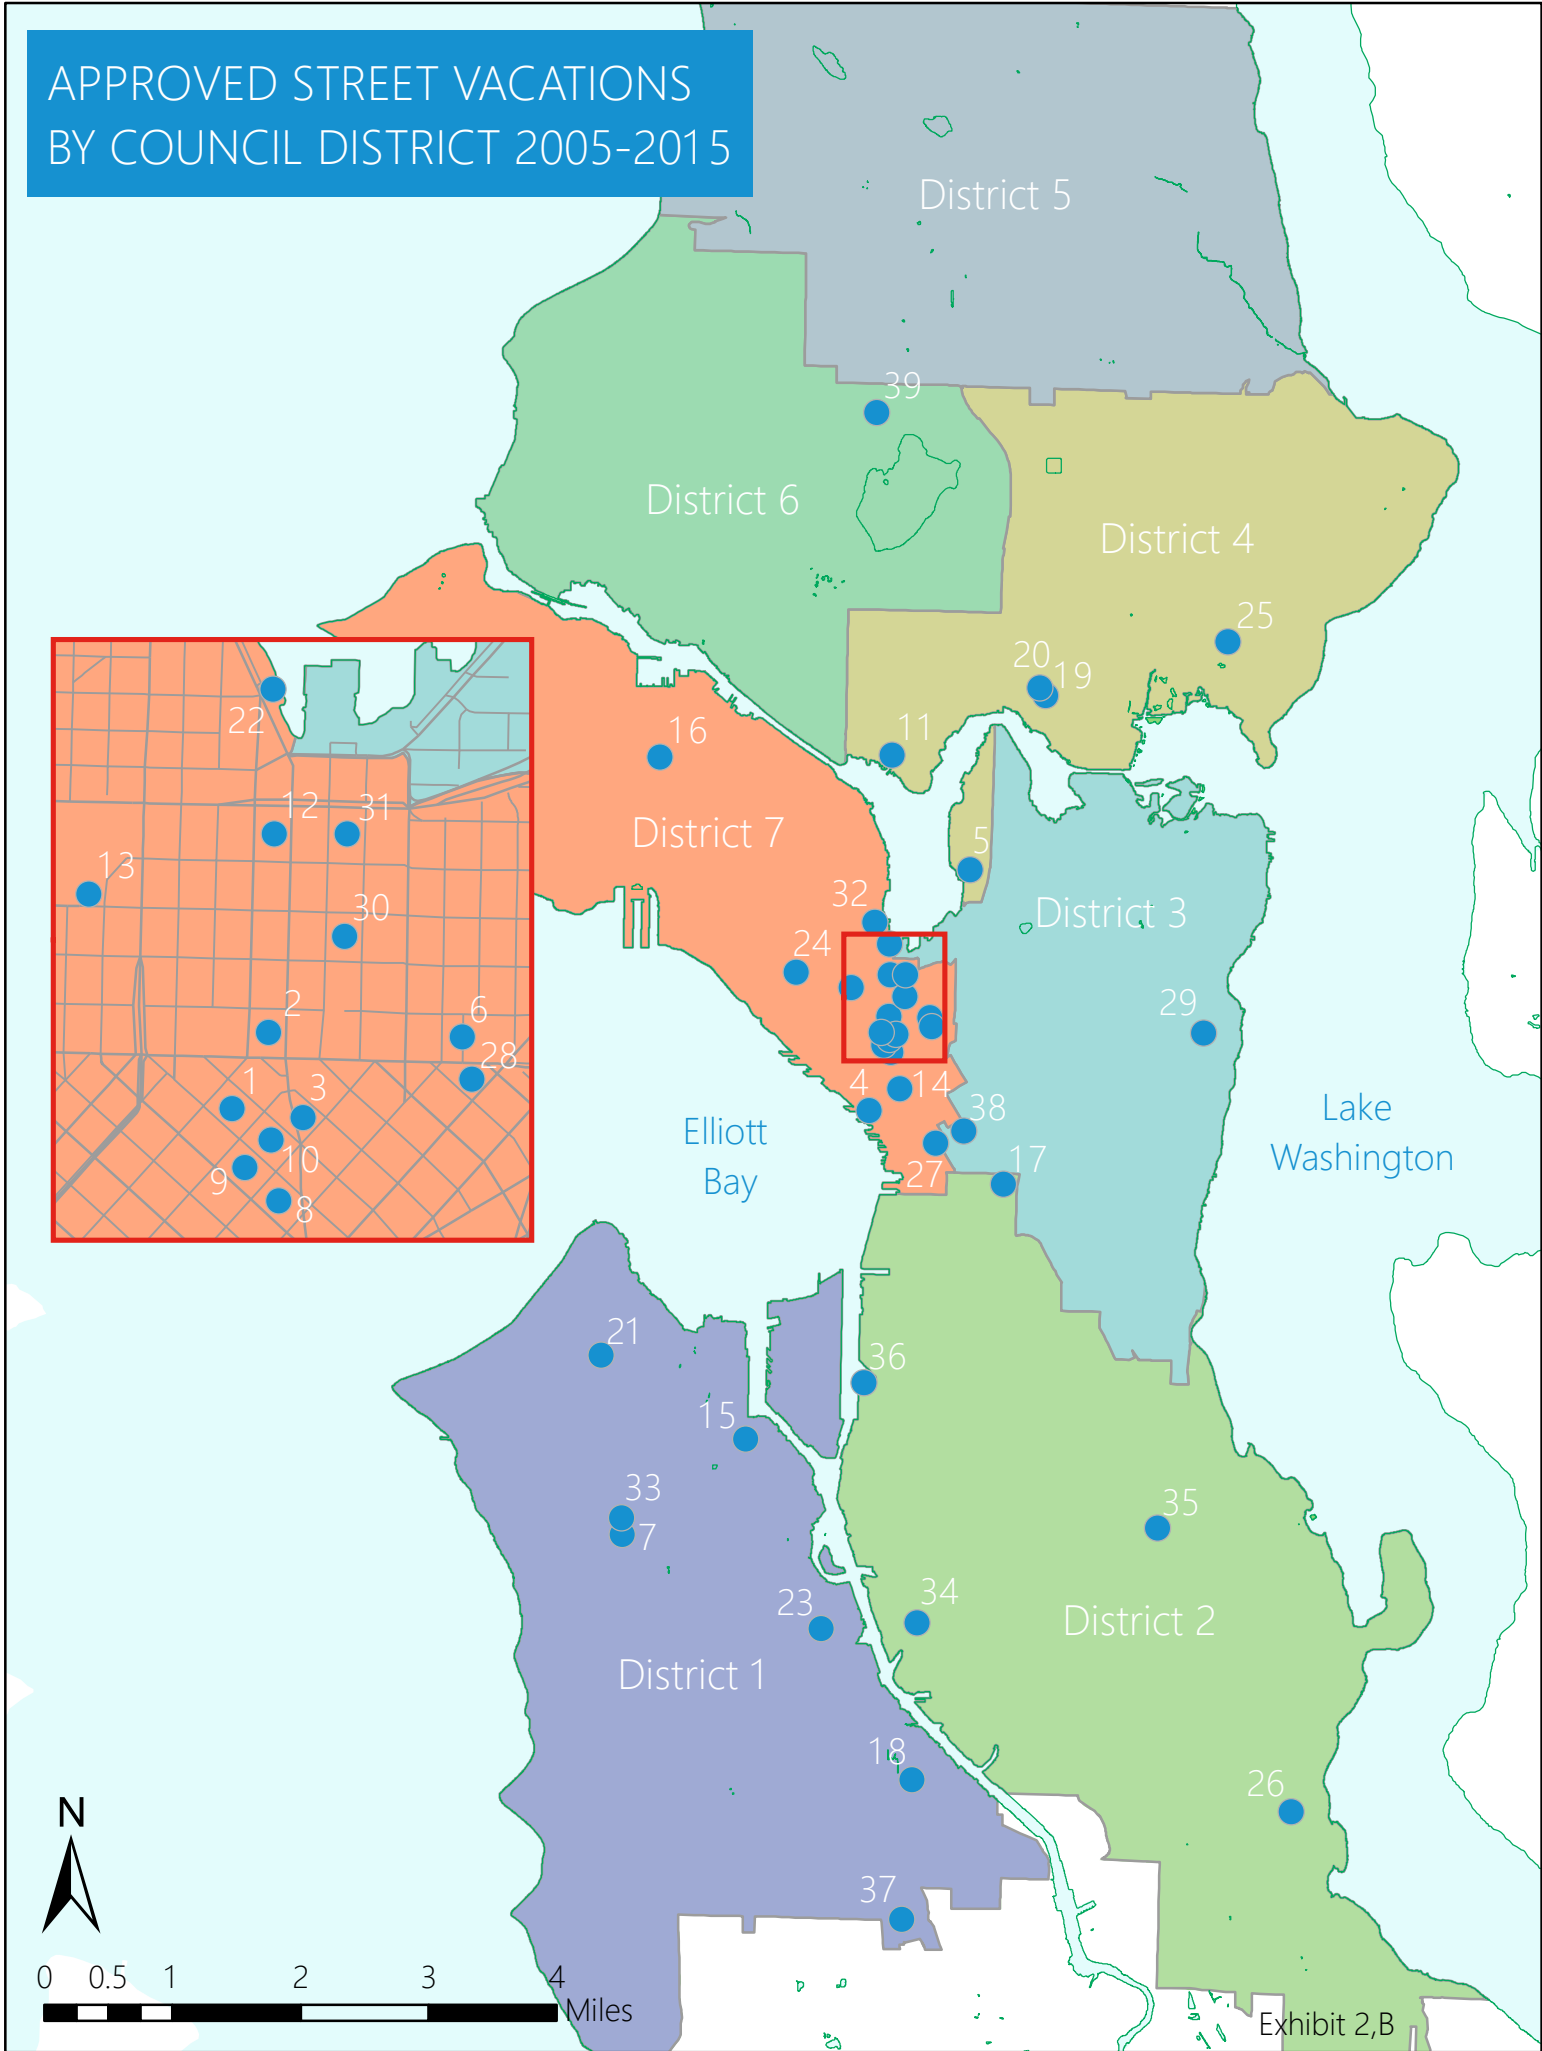 APPROVED STREET VACATIONS
BY COUNCIL DISTRICT 2005-2015
District 5
39
District 6
District 4
25
20
19
11
16
District 7
5
32
District 3
24
29
22
12
31
13
30
2
6
28
1
3
10
9
8
4
14
38
27
17
Elliott
Bay
Lake
Washington
21
36
15
33
7
35
34
23
District 2
District 1
18
26
37
N
0 0.5 1 2 3 4
Miles
Exhibit 2,B